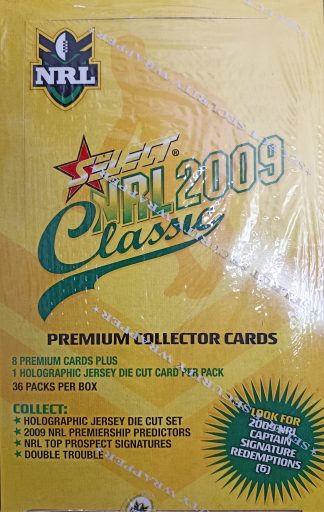 NRL
SELECT®
NRL 2009
Classic
PREMIUM COLLECTOR CARDS
8 PREMIUM CARDS PLUS
1 HOLOGRAPHIC JERSEY DIE CUT CARD PER PACK
36 PACKS PER BOX
COLLECT:
★ HOLOGRAPHIC JERSEY DIE CUT SET
★ 2009 NRL PREMIERSHIP PREDICTORS
★ NRL TOP PROSPECT SIGNATURES
★ DOUBLE TROUBLE
LOOK FOR
2009 NRL
CAPTAIN
SIGNATURE
REDEMPTIONS
(6)
SECURITY WRAPPER